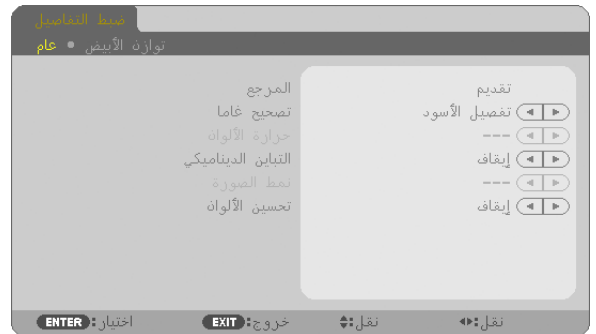 ضبط التفاصيل
عام ● توازن الأبيض
المرجع تقديم
تصحيح غاما تفصيل الأسود
حرارة الألوان ---
التباين الديناميكي إيقاف
نمط الصورة ---
تحسين الألوان إيقاف
ENTER: اختيار EXIT: خروج نقل: نقل: